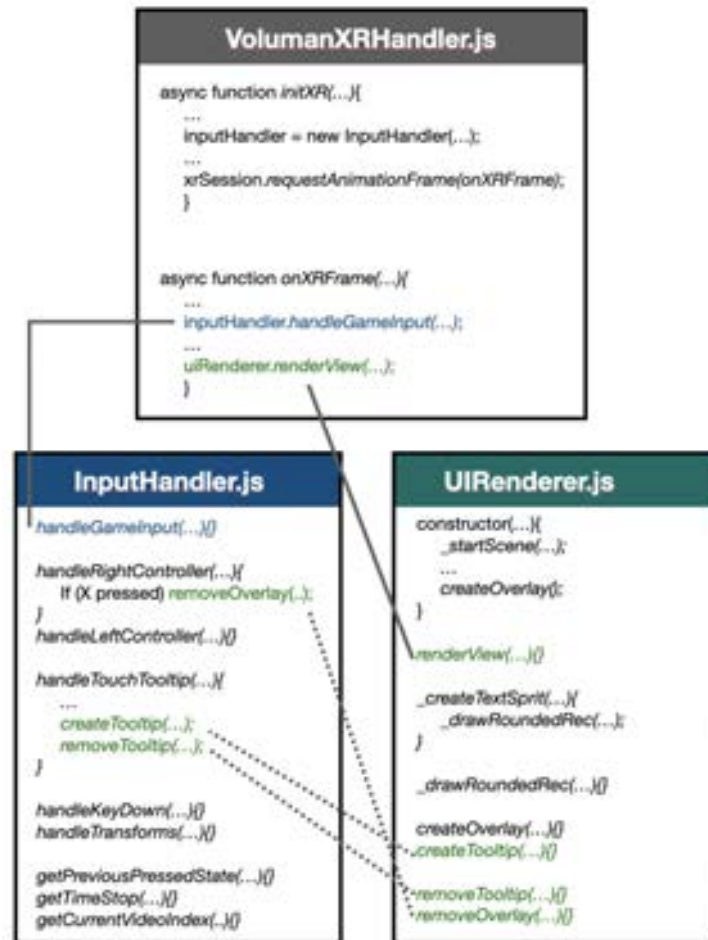 VolumanXRHandler.js
async function initXR(...){
...
inputHandler = new InputHandler(...);
...
xrSession.requestAnimationFrame(onXRFrame);
}
async function onXRFrame(...){
...
inputHandler.handleGameInput(...);
...
uiRenderer.renderView(...);
}
InputHandler.js
handleGameInput(...){}
handleRightController(...){
If (X pressed) removeOverlay(..);
}
handleLeftController(...){}
handleTouchTooltip(...){
...
createTooltip(...);
removeTooltip(...);
}
handleKeyDown(...){}
handleTransforms(...){}
getPreviousPressedState(...){}
getTimeStop(...){}
getCurrentVideoIndex(..){}
UIRenderer.js
constructor(...){
_startScene(...);
...
createOverlay();
}
renderView(...){}
_createTextSprit(...){
_drawRoundedRec(...);
}
_drawRoundedRec(...){}
createOverlay(...){}
createTooltip(...){}
removeTooltip(...){}
removeOverlay(...){}